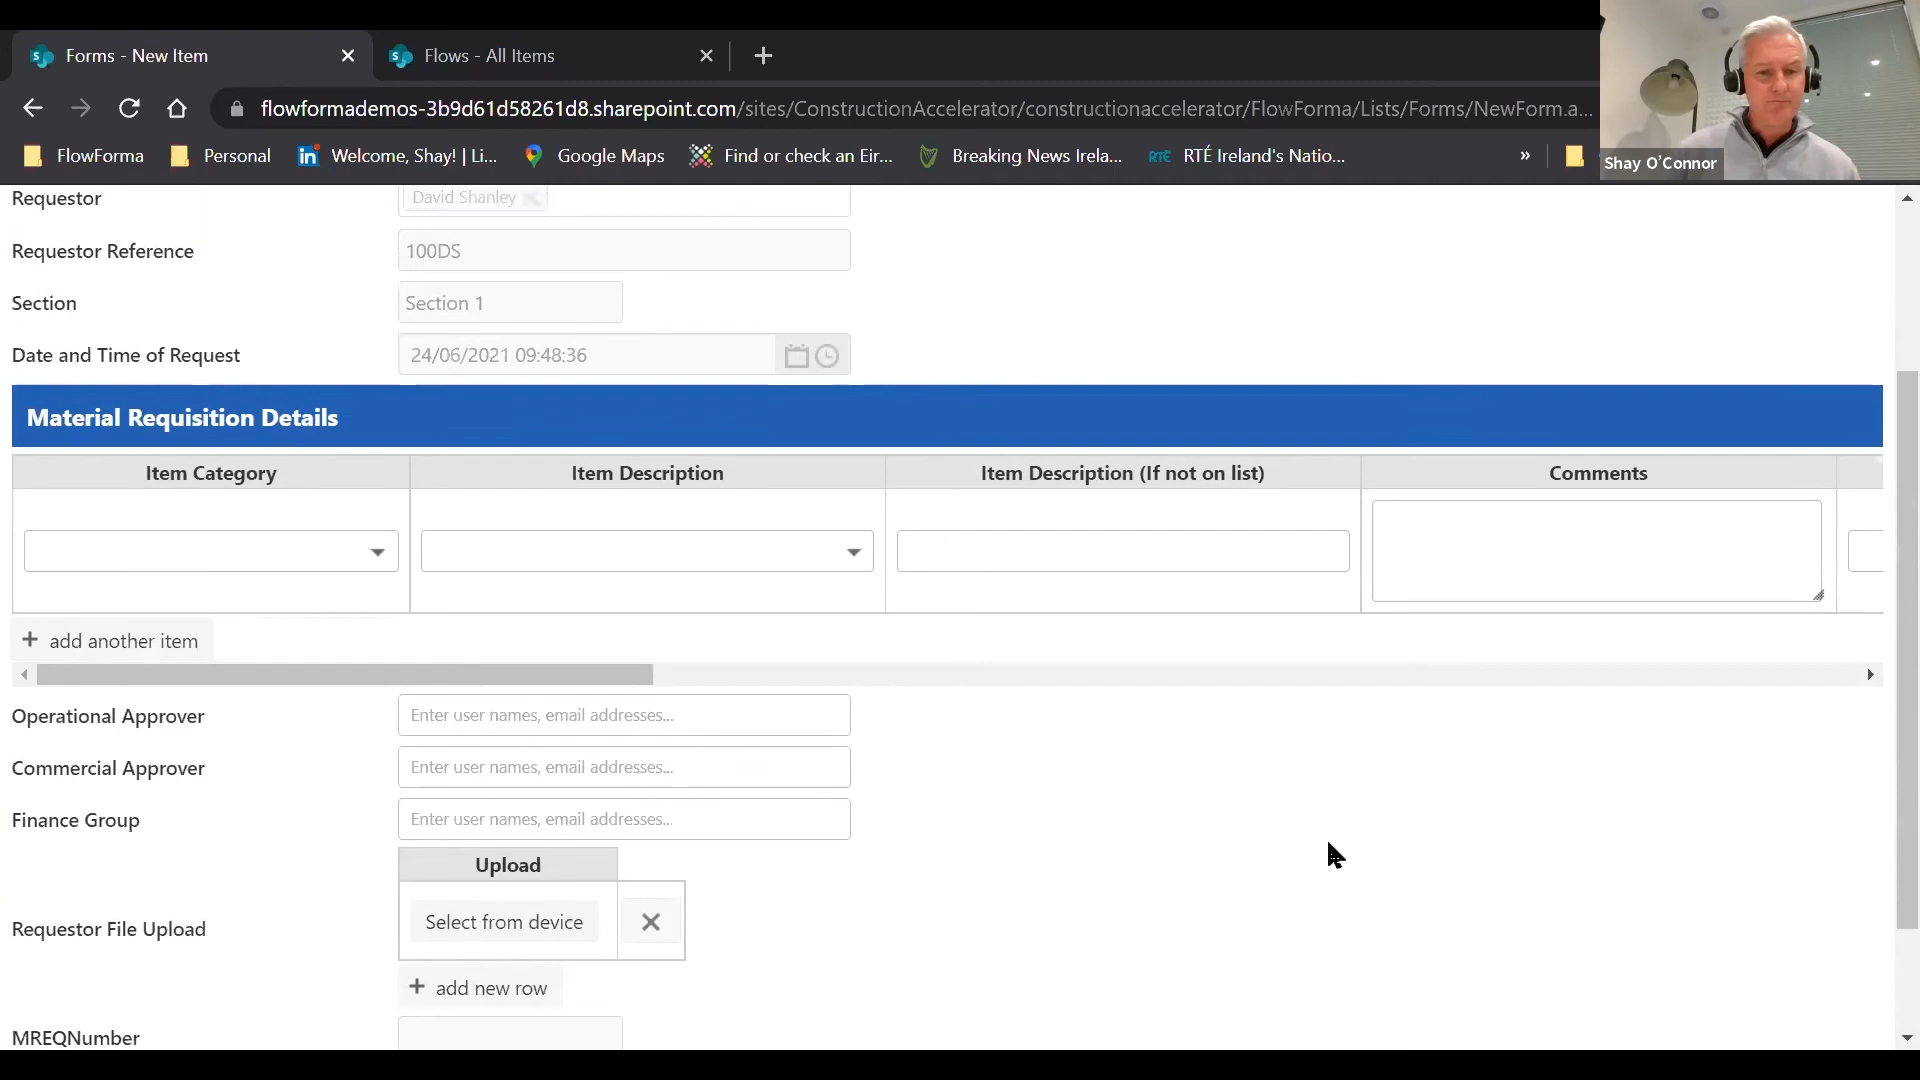 Forms - New Item
Flows - All Items
flowformademos-3b9d61d58261d8.sharepoint.com/sites/ConstructionAccelerator/constructionaccelerator/FlowForma/Lists/Forms/NewForm.a...
FlowForma
Personal
in Welcome, Shay! | Li...
Google Maps
Find or check an Eir...
Breaking News Irela...
RTÉ RTÉ Ireland's Natio...
»
Shay O'Connor
Requestor
David Shanley
Requestor Reference
100DS
Section
Section 1
Date and Time of Request
24/06/2021 09:48:36
Material Requisition Details
Item Category
Item Description
Item Description (If not on list)
Comments
+ add another item
Operational Approver
Enter user names, email addresses...
Commercial Approver
Enter user names, email addresses...
Finance Group
Enter user names, email addresses...
Upload
Requestor File Upload
Select from device
+ add new row
MREQNumber